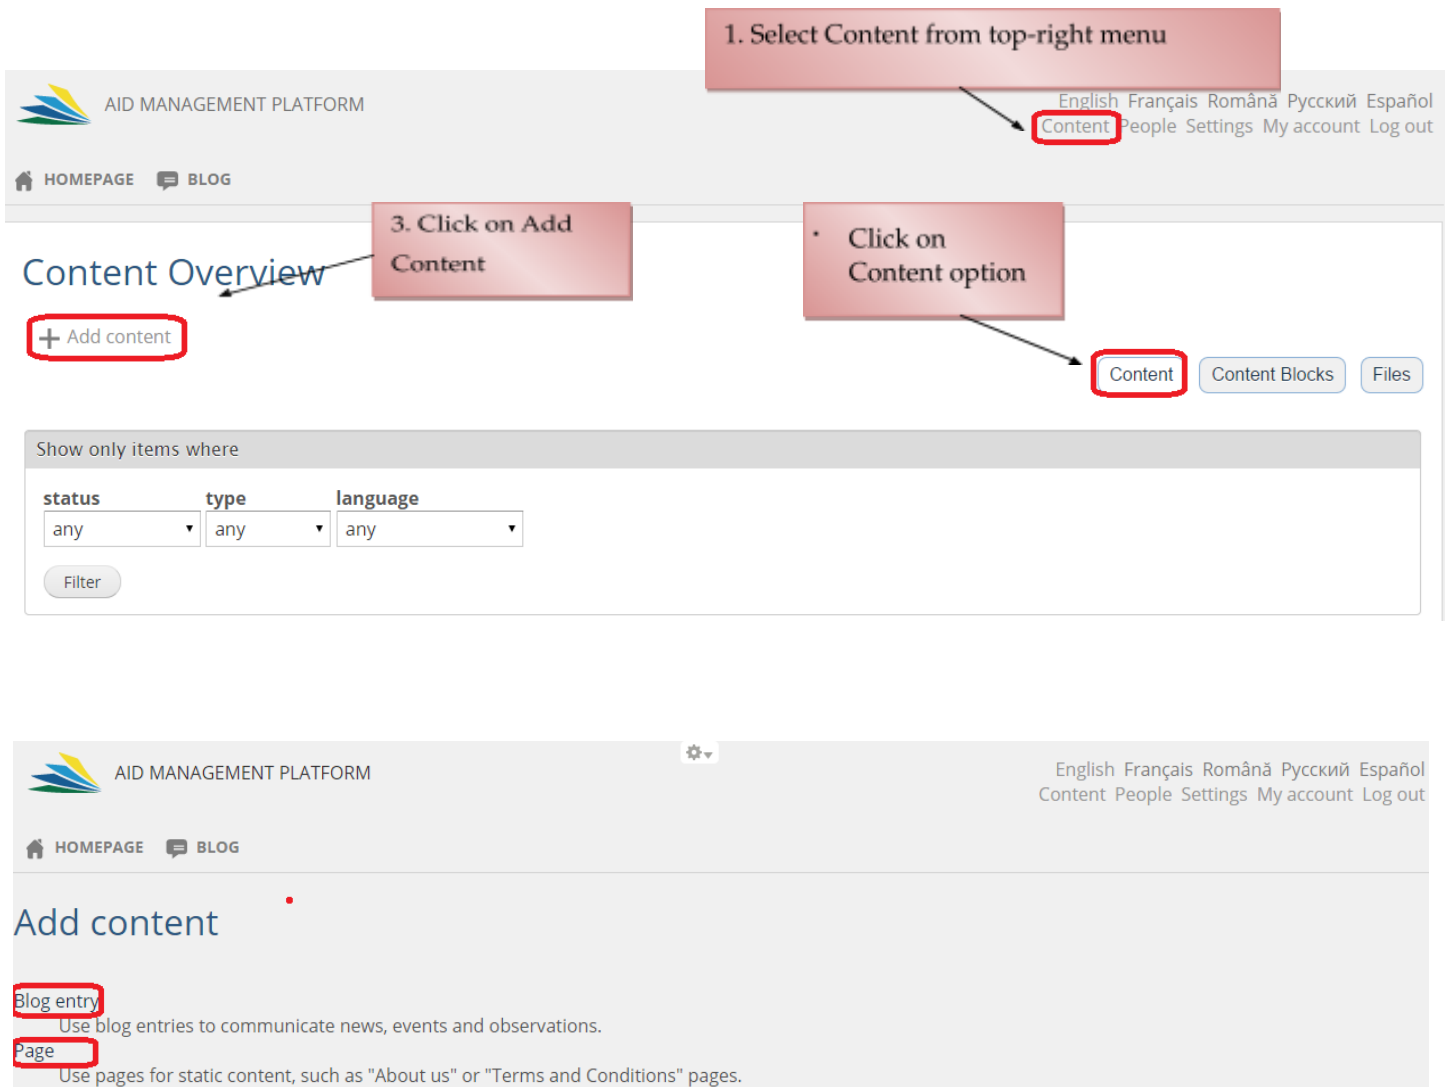 1. Select Content from top-right menu
AID MANAGEMENT PLATFORM
English Français Română Русский Español
Content People Settings My account Log out
HOMEPAGE BLOG
3. Click on Add
Content
· Click on
Content option
Content Overview
Add content
Content Content Blocks Files
Show only items where
status type language
any any any
Filter
AID MANAGEMENT PLATFORM
English Français Română Русский Español
Content People Settings My account Log out
HOMEPAGE BLOG
Add content
Blog entry
Use blog entries to communicate news, events and observations.
Page
Use pages for static content, such as "About us" or "Terms and Conditions" pages.